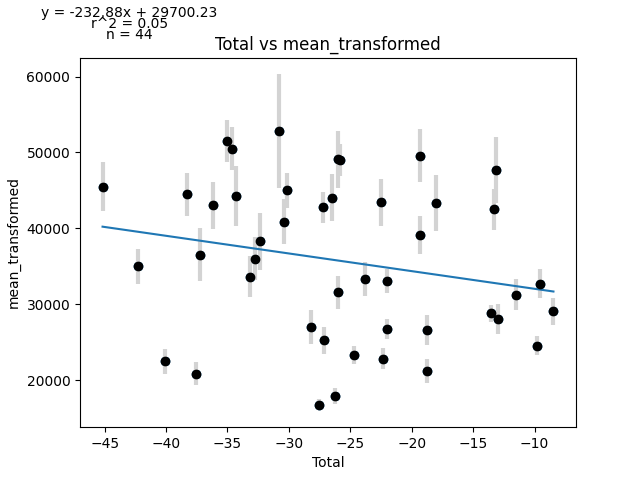 y = -232.88x + 29700.23
r^2 = 0.05
n = 44
Total vs mean_transformed
60000
50000
40000
30000
20000
mean_transformed
−45 −40 −35 −30 −25 −20 −15 −10
Total